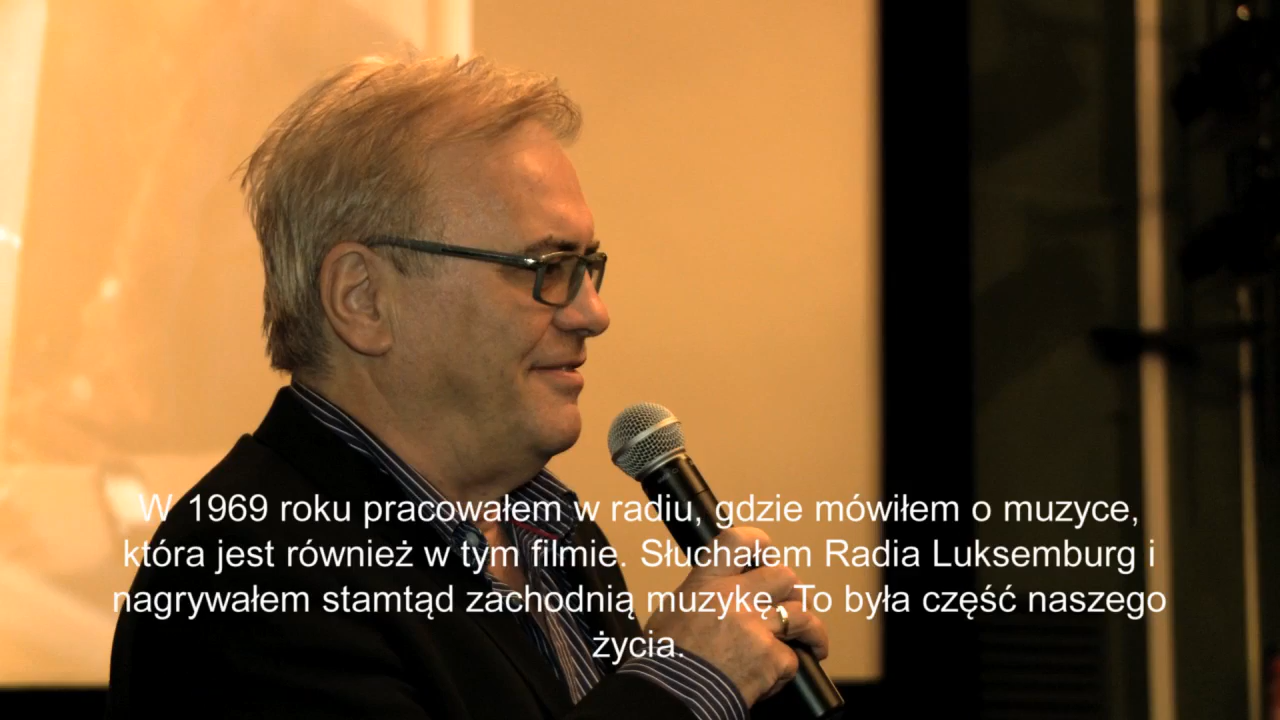 W 1969 roku pracowałem w radiu, gdzie mówiłem o muzyce,
która jest również w tym filmie. Słuchałem Radia Luksemburg i
nagrywałem stamtąd zachodnią muzykę. To była część naszego
życia.